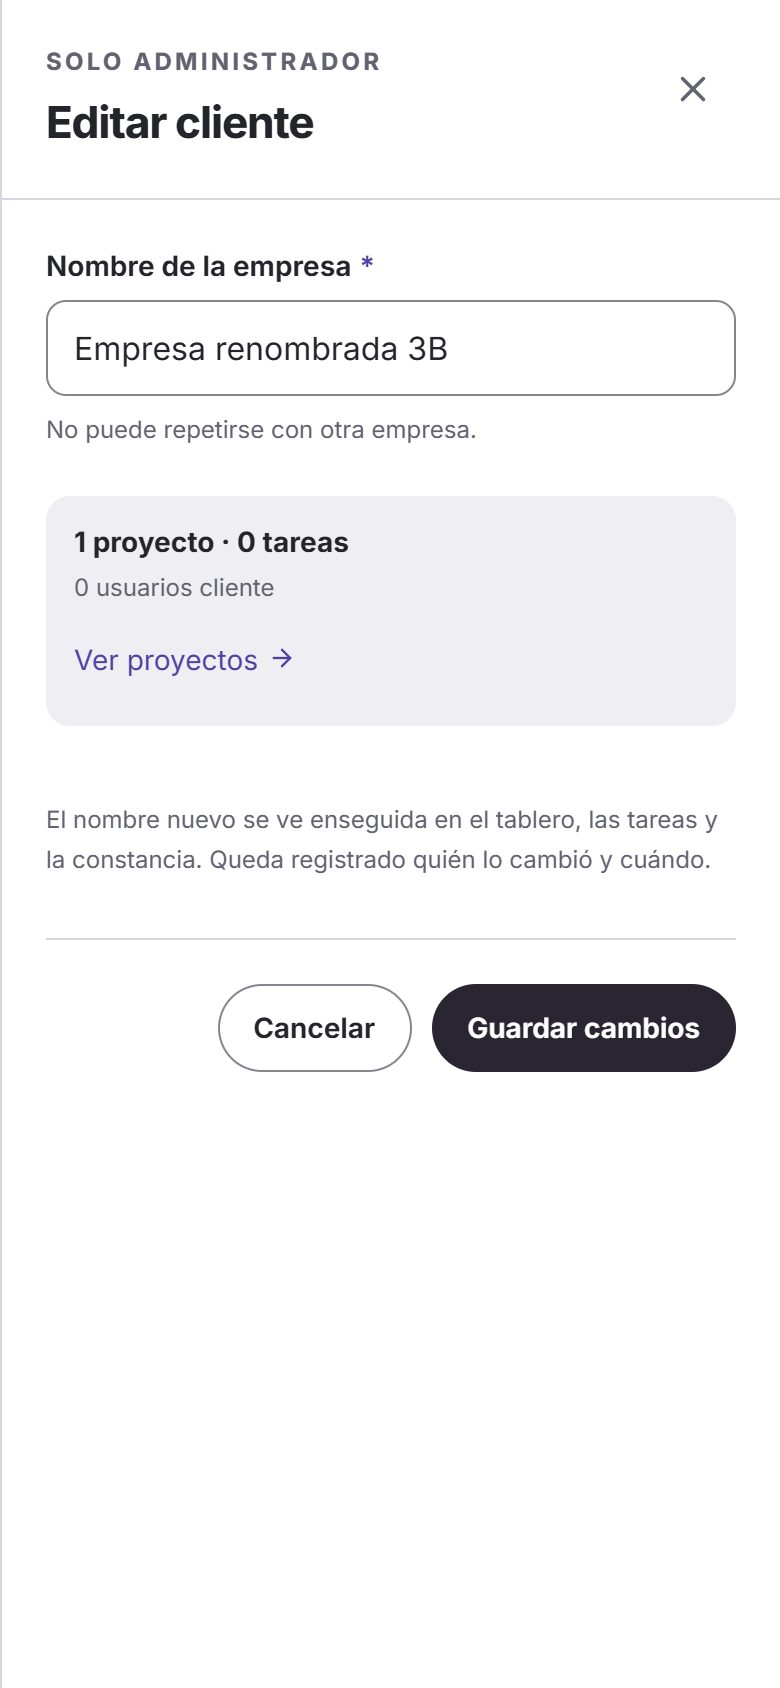 SOLO ADMINISTRADOR
Editar cliente
Nombre de la empresa *
Empresa renombrada 3B
No puede repetirse con otra empresa.
1 proyecto · 0 tareas
0 usuarios cliente
Ver proyectos →
El nombre nuevo se ve enseguida en el tablero, las tareas y
la constancia. Queda registrado quién lo cambió y cuándo.
Cancelar
Guardar cambios